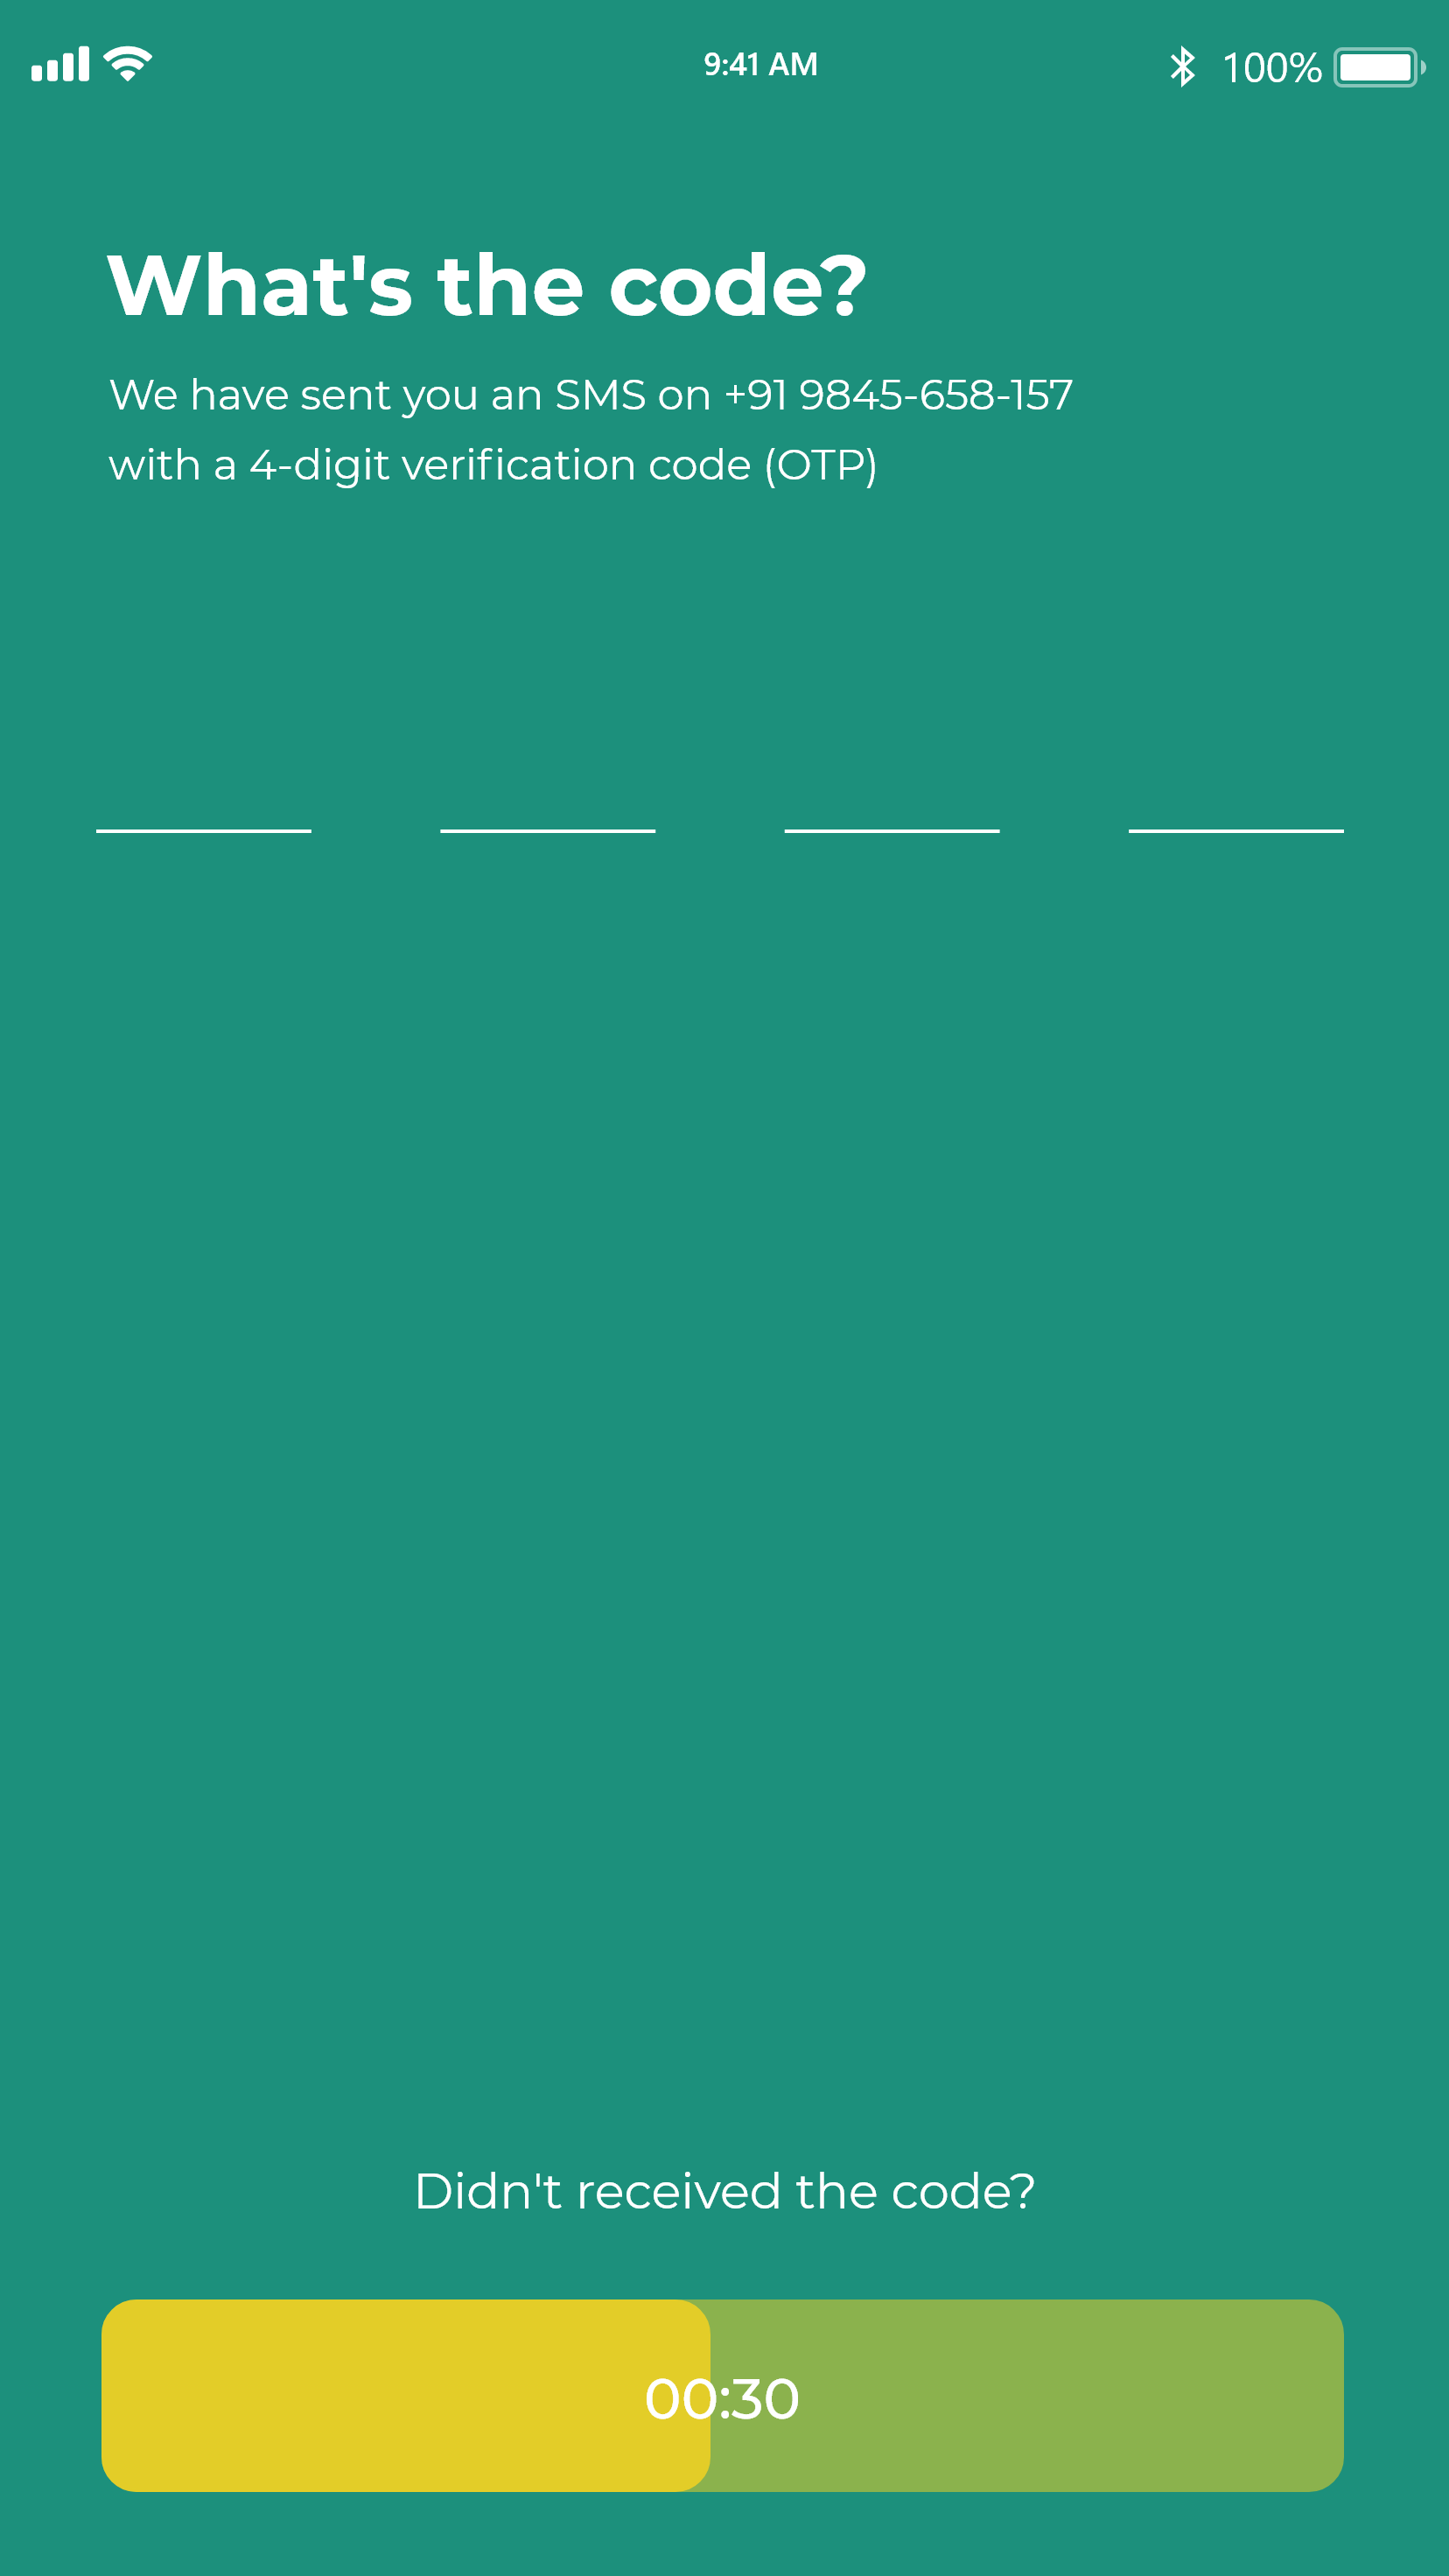 9:41 AM
100%
What's the code?
We have sent you an SMS on +91 9845-658-157
with a 4-digit verification code (OTP)
Didn't received the code?
00:30